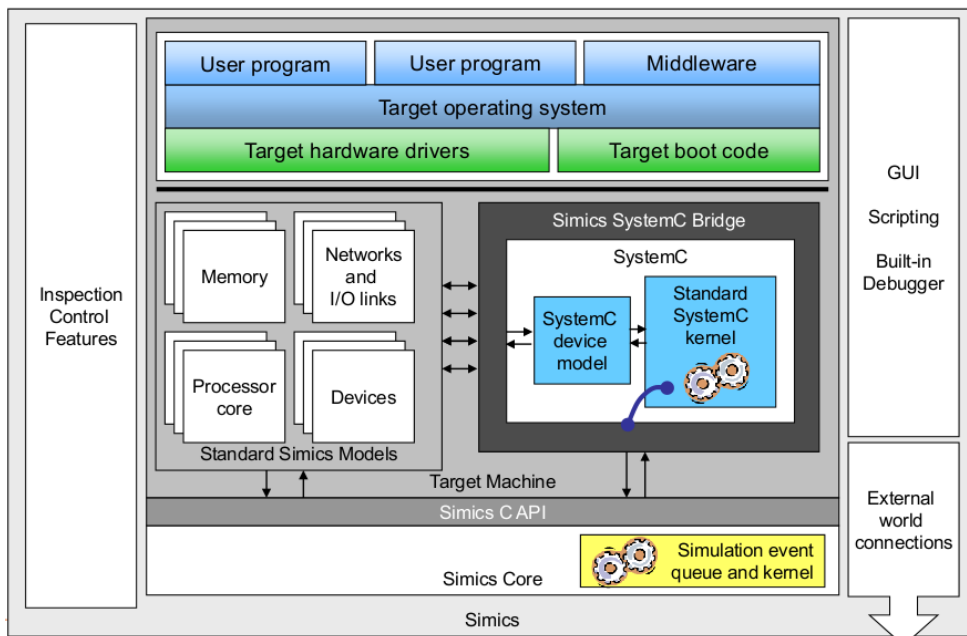 User program
User program
Middleware
Target operating system
Target hardware drivers
Target boot code
Inspection
Control
Features
Memory
Networks
and
I/O links
Processor
core
Devices
Standard Simics Models
Simics SystemC Bridge
SystemC
SystemC
device
model
Standard
SystemC
kernel
Target Machine
Simics C API
Simics Core
Simulation event
queue and kernel
GUI
Scripting
Built-in
Debugger
External
world
connections
Simics